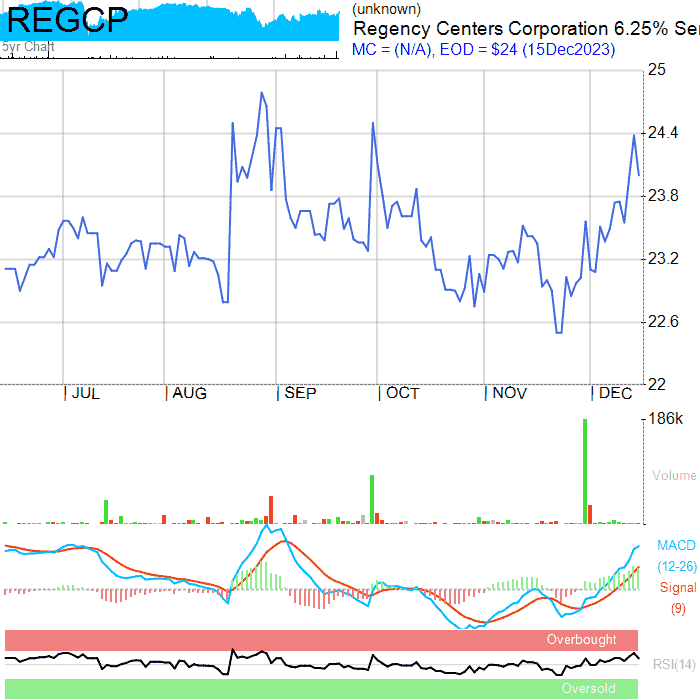 REGCP
5yr Chart
(unknown)
Regency Centers Corporation 6.25% Ser
MC = (N/A), EOD = $24 (15Dec2023)
25
24.4
23.8
23.2
22.6
22
JUL AUG SEP OCT NOV DEC
186k
Volume
MACD
(12-26)
Signal
(9)
Overbought
RSI(14)
Oversold